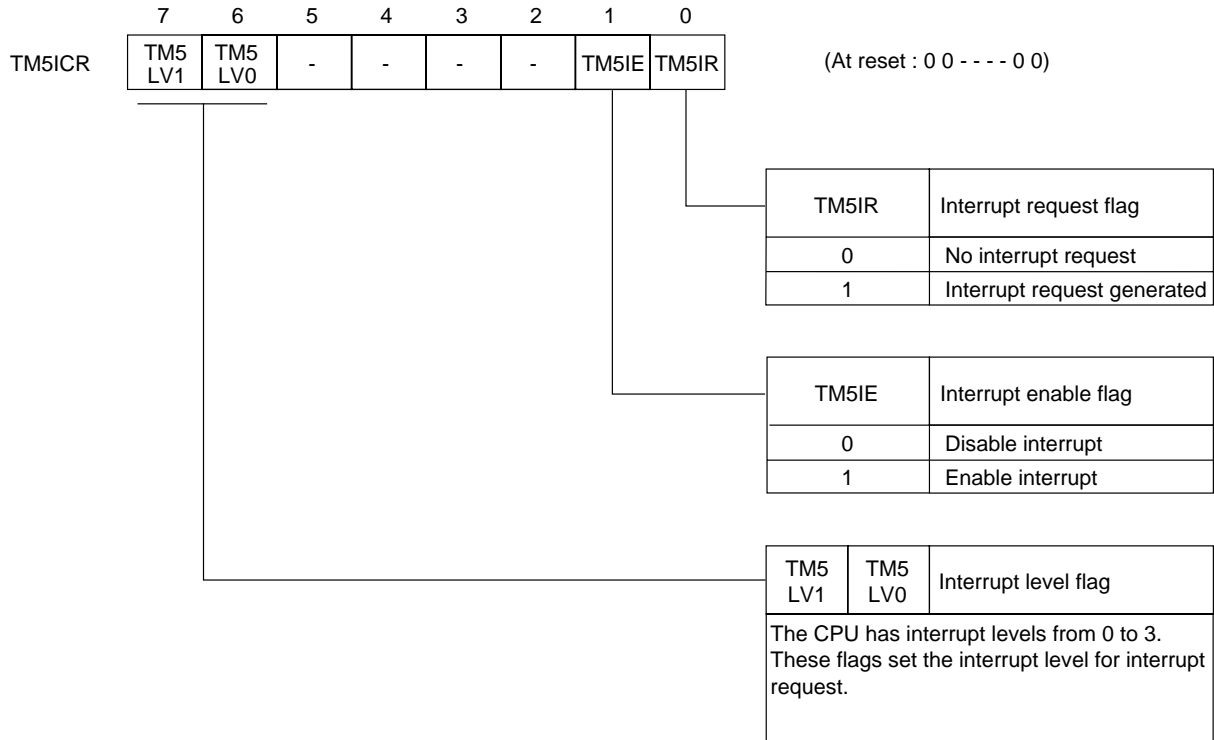 7 6 5 4 3 2 1 0
TM5ICR TM5 LV1 TM5 LV0 - - - - TM5IE TM5IR (At reset : 0 0 - - - - 0 0)
TM5IR Interrupt request flag
0 No interrupt request
1 Interrupt request generated
TM5IE Interrupt enable flag
0 Disable interrupt
1 Enable interrupt
TM5 LV1 TM5 LV0 Interrupt level flag
The CPU has interrupt levels from 0 to 3.
These flags set the interrupt level for interrupt
request.